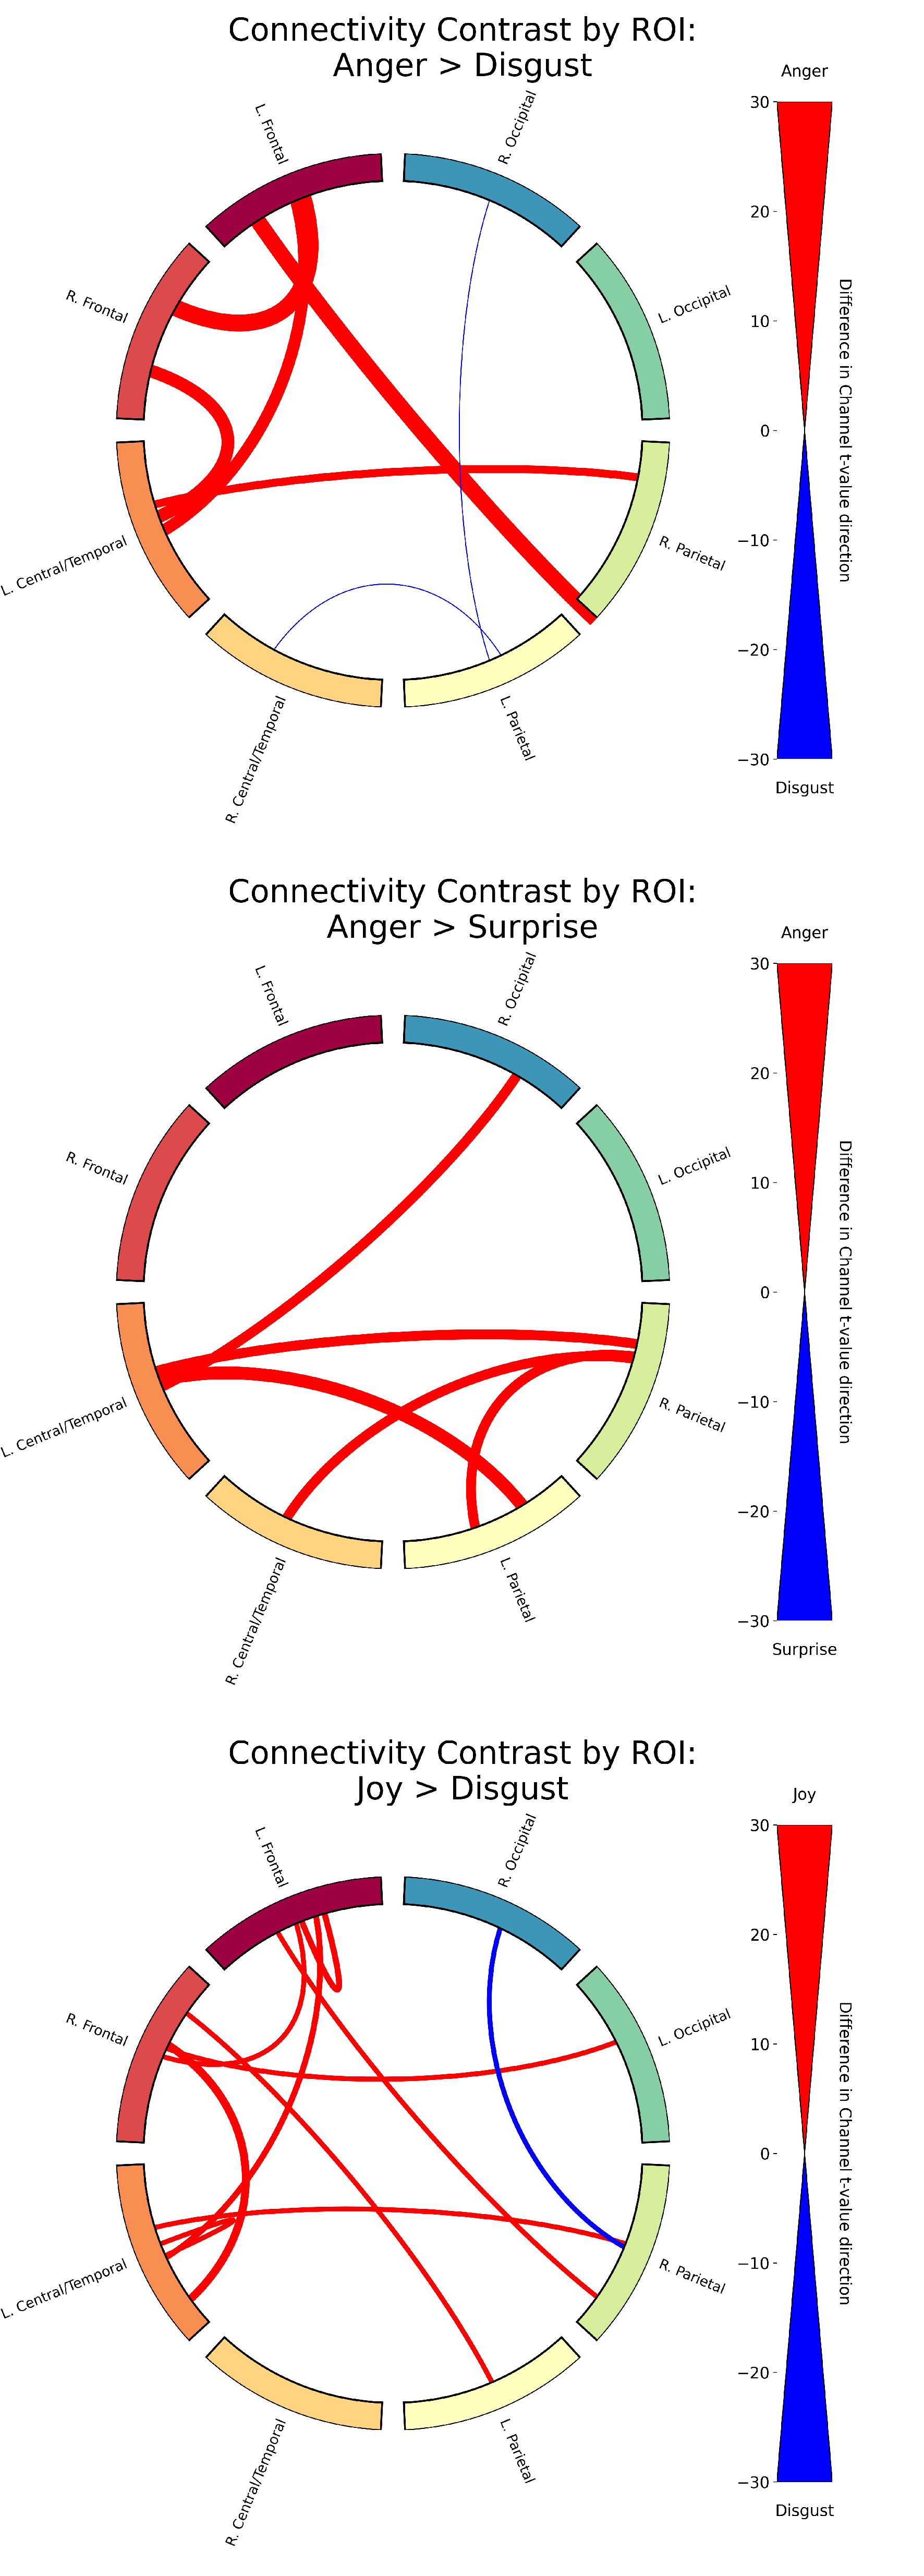 Connectivity Contrast by ROI:
Anger > Disgust
Anger
L. Frontal
R. Occipital
R. Frontal
L. Occipital
L. Central/Temporal
R. Parietal
R. Central/Temporal
L. Parietal
30
20
10
0
−10
−20
−30
Difference in Channel t-value direction
Disgust
Connectivity Contrast by ROI:
Anger > Surprise
Anger
L. Frontal
R. Occipital
R. Frontal
L. Occipital
L. Central/Temporal
R. Parietal
R. Central/Temporal
L. Parietal
30
20
10
0
−10
−20
−30
Difference in Channel t-value direction
Surprise
Connectivity Contrast by ROI:
Joy > Disgust
Joy
L. Frontal
R. Occipital
R. Frontal
L. Occipital
L. Central/Temporal
R. Parietal
R. Central/Temporal
L. Parietal
30
20
10
0
−10
−20
−30
Difference in Channel t-value direction
Disgust